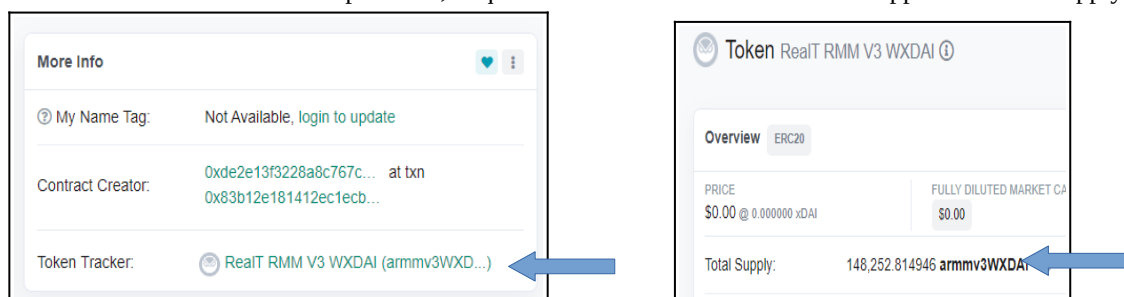 More Info
My Name Tag: Not Available, login to update
Contract Creator: 0xde2e13f3228a8c767c... at txn
0x83b12e181412ec1ecb...
Token Tracker: RealT RMM V3 WXDAI (armmv3WXD...)
Token RealT RMM V3 WXDAI
Overview ERC20
PRICE
$0.00 @ 0.000000 xDAI
FULLY DILUTED MARKET CA
$0.00
Total Supply: 148,252.814946 armmv3WXDAI